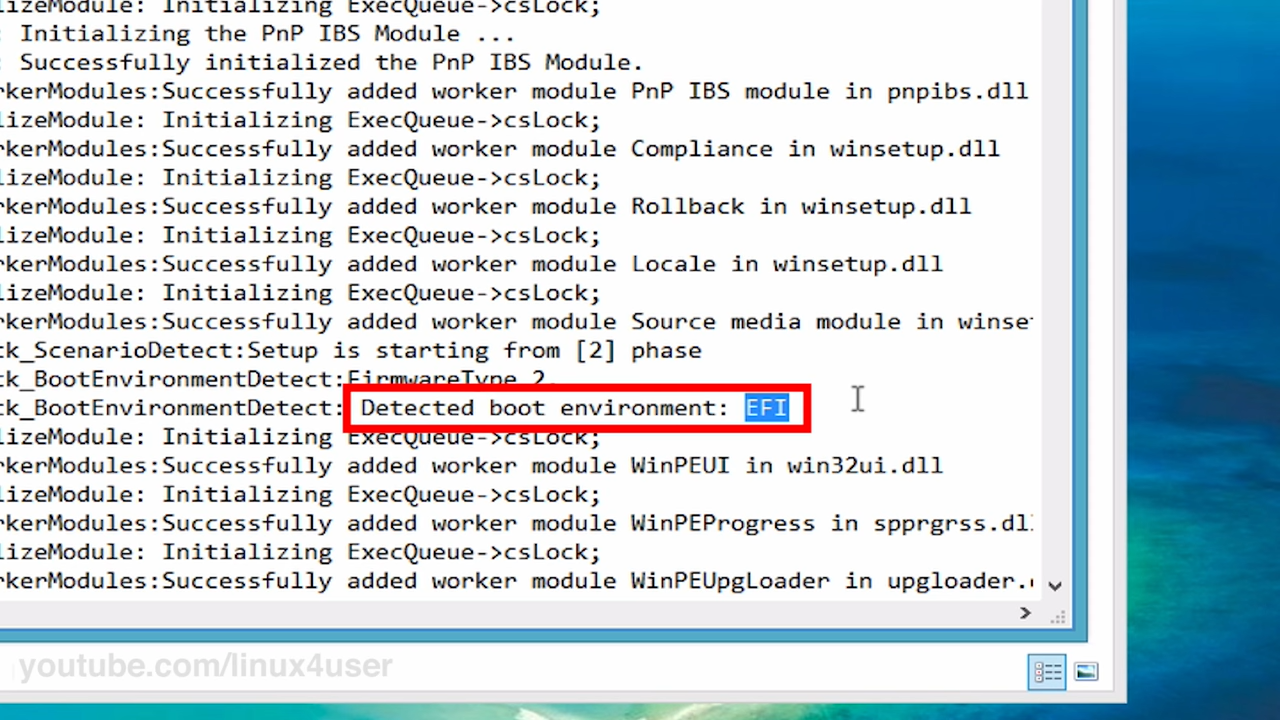 lizeModule: Initializing ExecQueue->csLock;
: Initializing the PnP IBS Module ...
: Successfully initialized the PnP IBS Module.
rkerModules:Successfully added worker module PnP IBS module in pnpibs.dll
lizeModule: Initializing ExecQueue->csLock;
rkerModules:Successfully added worker module Compliance in winsetup.dll
lizeModule: Initializing ExecQueue->csLock;
rkerModules:Successfully added worker module Rollback in winsetup.dll
lizeModule: Initializing ExecQueue->csLock;
rkerModules:Successfully added worker module Locale in winsetup.dll
lizeModule: Initializing ExecQueue->csLock;
rkerModules:Successfully added worker module Source media module in winset
ck_ScenarioDetect:Setup is starting from [2] phase
ck_BootEnvironmentDetect:FirmwareType 2.
ck_BootEnvironmentDetect: Detected boot environment: EFI
lizeModule: Initializing ExecQueue->csLock;
rkerModules:Successfully added worker module WinPEUI in win32ui.dll
lizeModule: Initializing ExecQueue->csLock;
rkerModules:Successfully added worker module WinPEProgress in spprgrss.dll
lizeModule: Initializing ExecQueue->csLock;
rkerModules:Successfully added worker module WinPEUpgLoader in upgloader.
youtube.com/linux4user